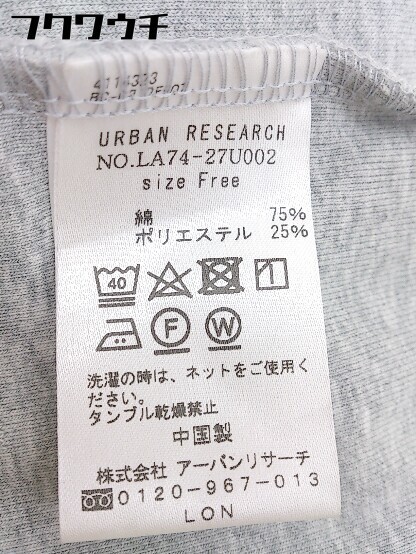 フクワウチ
4114313
URBAN RESEARCH
NO.LA74-27U002
size Free
綿 75%
ポリエステル 25%
40
F W
洗濯の時は、ネットをご使用く
ださい。
タンブル乾燥禁止
中国製
株式会社 アーバンリサーチ
0120-967-013
LON